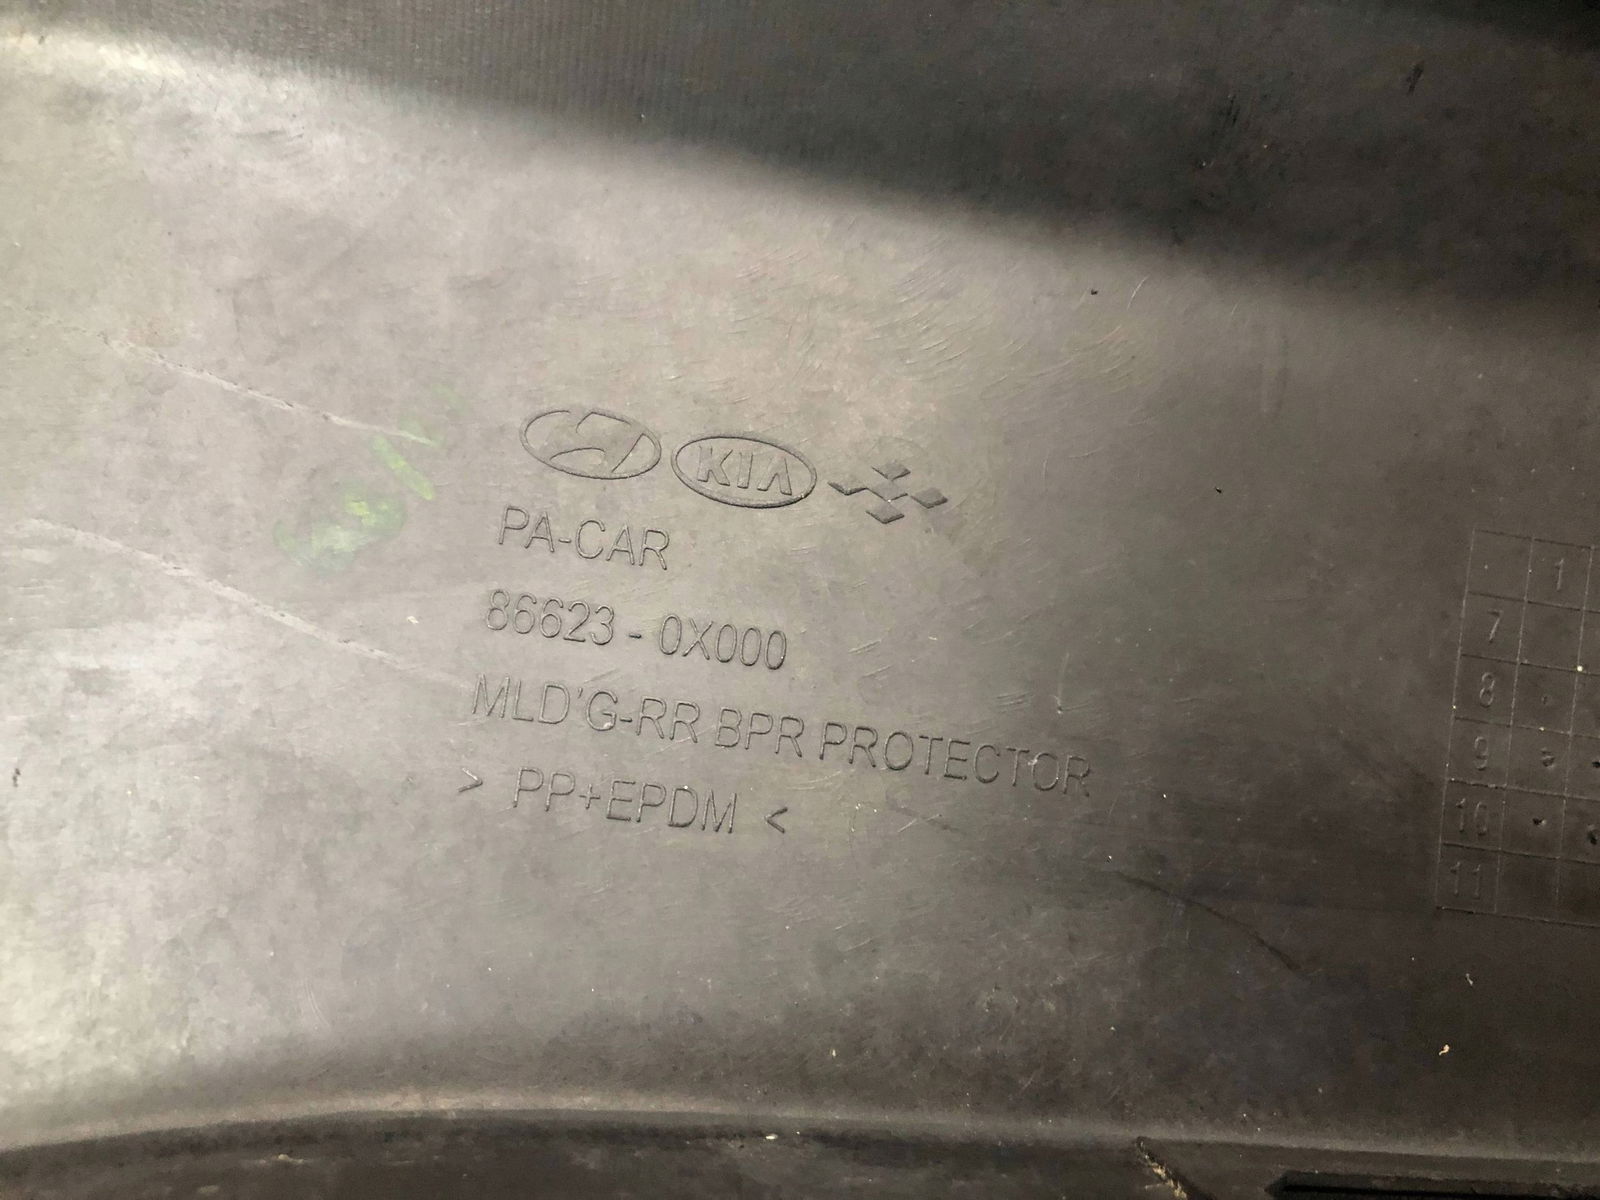 KIA
PA-CAR
86623 - 0X000
MLD'G-RR BPR PROTECTOR
> PP+EPDM <
1
7
8
9
10
11